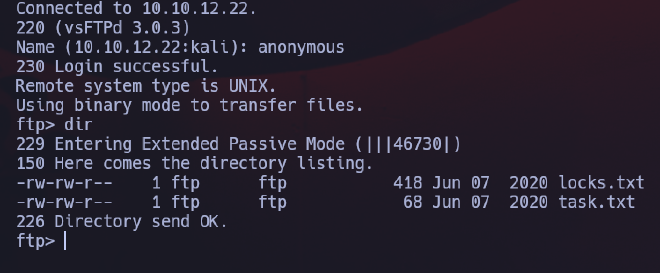 Connected to 10.10.12.22.
220 (vsFTPd 3.0.3)
Name (10.10.12.22:kali): anonymous
230 Login successful.
Remote system type is UNIX.
Using binary mode to transfer files.
ftp> dir
229 Entering Extended Passive Mode (|||46730|)
150 Here comes the directory listing.
-rw-rw-r--    1 ftp      ftp           418 Jun 07  2020 locks.txt
-rw-rw-r--    1 ftp      ftp            68 Jun 07  2020 task.txt
226 Directory send OK.
ftp>